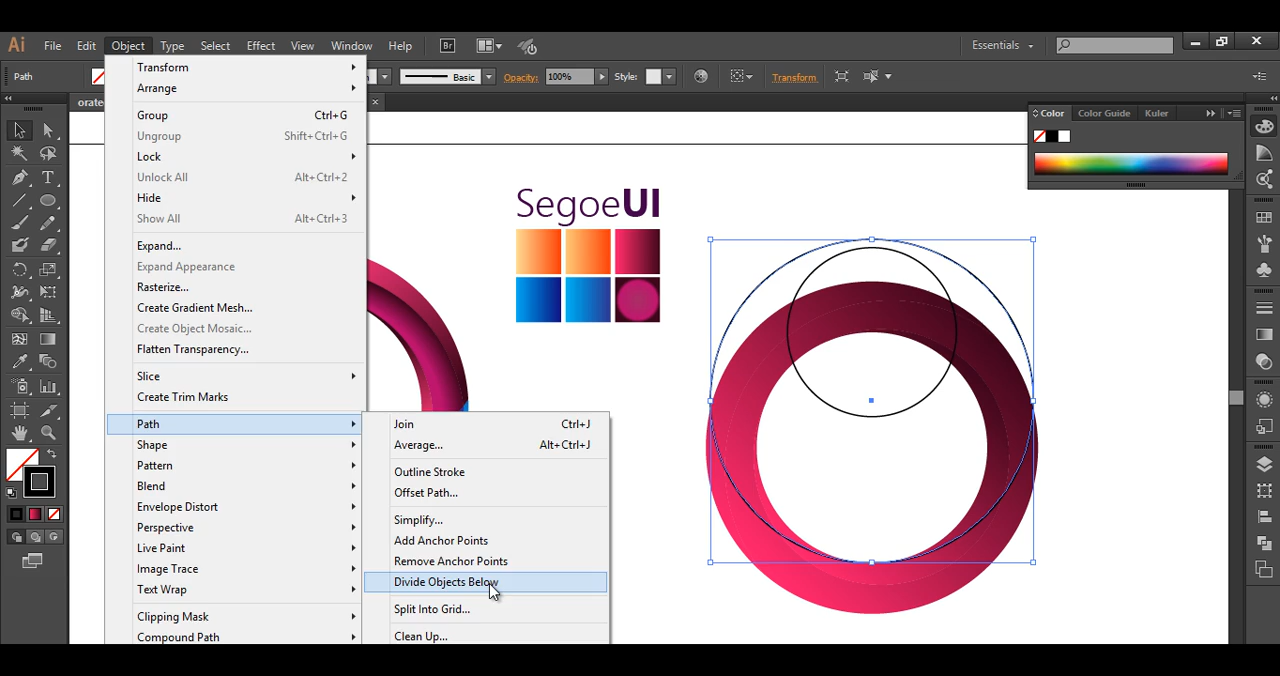 Ai File Edit Object Type Select Effect View Window Help Br Essentials
Path Basic Opacity: 100% Style: Transform
orate
Color Color Guide Kuler
Transform
Arrange
Group Ctrl+G
Ungroup Shift+Ctrl+G
Lock
Unlock All Alt+Ctrl+2
Hide
Show All Alt+Ctrl+3
Expand...
Expand Appearance
Rasterize...
Create Gradient Mesh...
Create Object Mosaic...
Flatten Transparency...
Slice
Create Trim Marks
Path
Shape
Pattern
Blend
Envelope Distort
Perspective
Live Paint
Image Trace
Text Wrap
Clipping Mask
Compound Path
Join Ctrl+J
Average... Alt+Ctrl+J
Outline Stroke
Offset Path...
Simplify...
Add Anchor Points
Remove Anchor Points
Divide Objects Below
Split Into Grid...
Clean Up...
SegoeUI